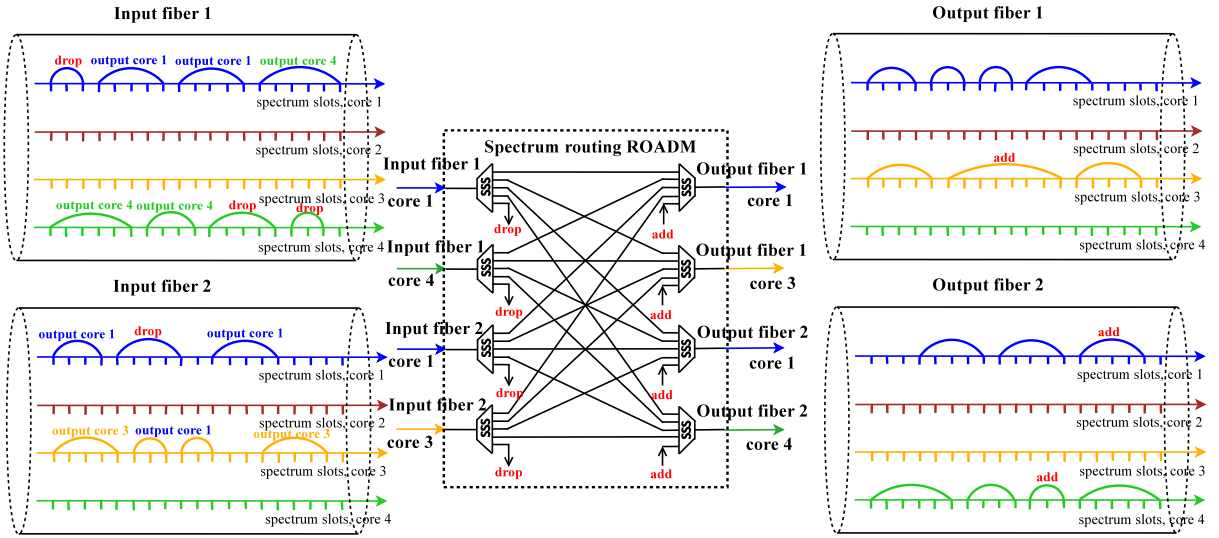 Input fiber 1
drop
output core 1
output core 1
output core 4
spectrum slots, core 1
spectrum slots, core 2
spectrum slots, core 3
output core 4
output core 4
drop
drop
spectrum slots, core 4
Input fiber 2
output core 1
drop
output core 1
spectrum slots, core 1
spectrum slots, core 2
output core 3
output core 1
output core 3
spectrum slots, core 3
spectrum slots, core 4
Spectrum routing ROADM
Input fiber 1
core 1
SSS
drop
SSS
add
Output fiber 1
core 1
Input fiber 1
core 4
SSS
drop
SSS
add
Output fiber 1
core 3
Input fiber 2
core 1
SSS
drop
SSS
add
Output fiber 2
core 1
Input fiber 2
core 3
SSS
drop
SSS
add
Output fiber 2
core 4
Output fiber 1
spectrum slots, core 1
spectrum slots, core 2
add
spectrum slots, core 3
spectrum slots, core 4
Output fiber 2
add
spectrum slots, core 1
spectrum slots, core 2
spectrum slots, core 3
add
spectrum slots, core 4